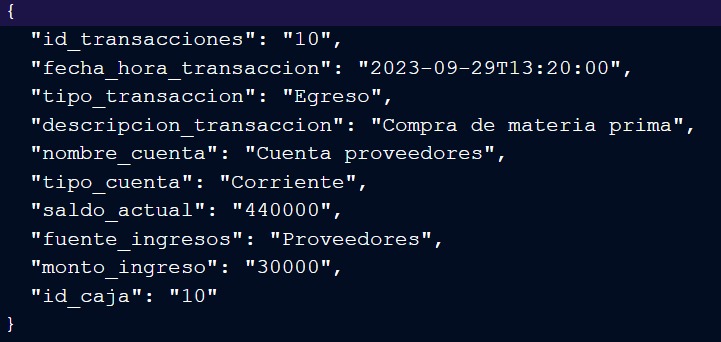 {
"id_transacciones": "10",
"fecha_hora_transaccion": "2023-09-29T13:20:00",
"tipo_transaccion": "Egreso",
"descripcion_transaccion": "Compra de materia prima",
"nombre_cuenta": "Cuenta proveedores",
"tipo_cuenta": "Corriente",
"saldo_actual": "440000",
"fuente_ingresos": "Proveedores",
"monto_ingreso": "30000",
"id_caja": "10"
}